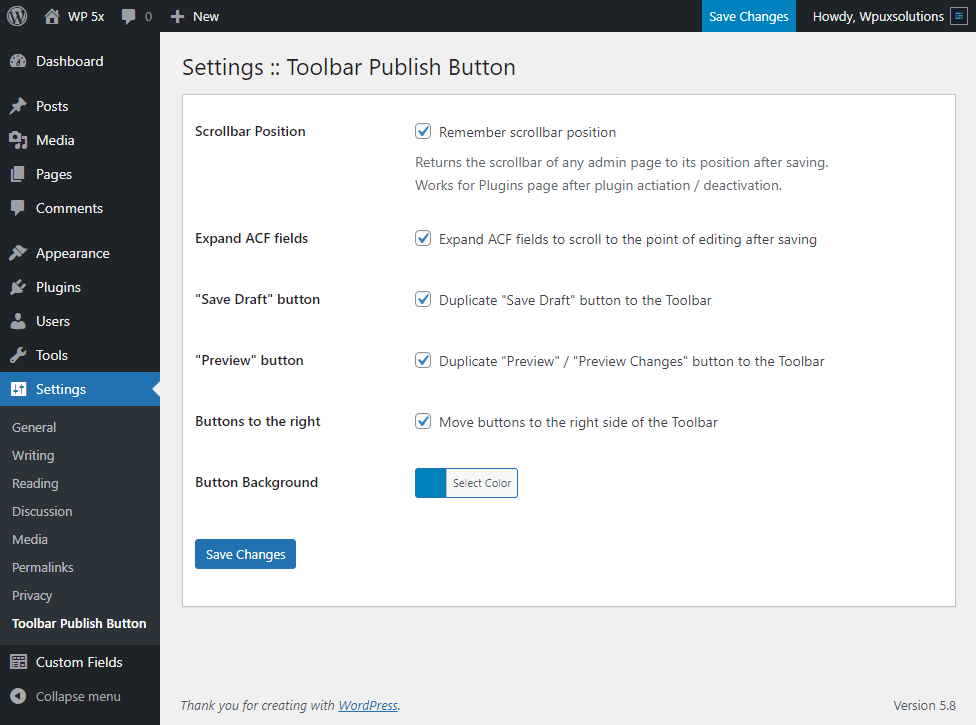 WP 5x 0 New Save Changes Howdy, Wpuxsolutions
Dashboard
Posts
Media
Pages
Comments
Appearance
Plugins
Users
Tools
Settings
General
Writing
Reading
Discussion
Media
Permalinks
Privacy
Toolbar Publish Button
Custom Fields
Collapse menu
Settings :: Toolbar Publish Button
Scrollbar Position Remember scrollbar position
Returns the scrollbar of any admin page to its position after saving.
Works for Plugins page after plugin actiation / deactivation.
Expand ACF fields Expand ACF fields to scroll to the point of editing after saving
"Save Draft" button Duplicate "Save Draft" button to the Toolbar
"Preview" button Duplicate "Preview" / "Preview Changes" button to the Toolbar
Buttons to the right Move buttons to the right side of the Toolbar
Button Background Select Color
Save Changes
Thank you for creating with WordPress. Version 5.8